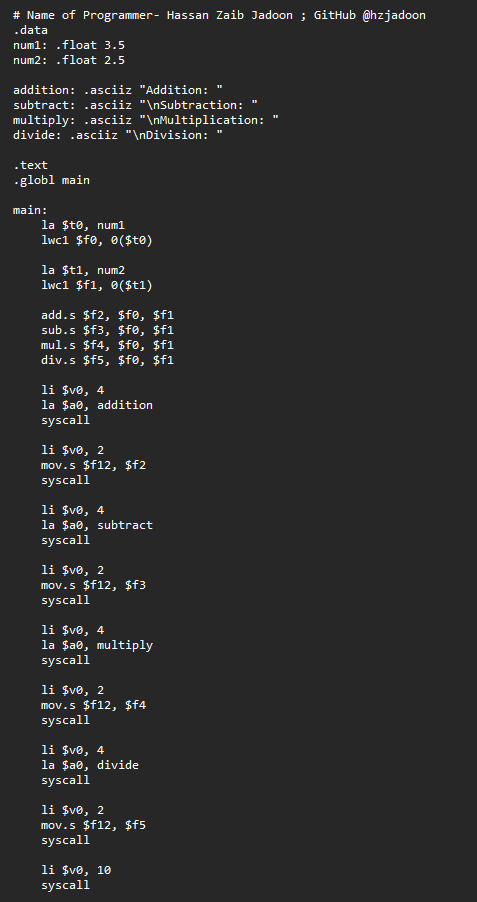 # Name of Programmer- Hassan Zaib Jadoon ; GitHub @hzjadoon
.data
num1: .float 3.5
num2: .float 2.5

addition: .asciiz "Addition: "
subtract: .asciiz "\nSubtraction: "
multiply: .asciiz "\nMultiplication: "
divide: .asciiz "\nDivision: "

.text
.globl main

main:
    la $t0, num1
    lwc1 $f0, 0($t0)

    la $t1, num2
    lwc1 $f1, 0($t1)

    add.s $f2, $f0, $f1
    sub.s $f3, $f0, $f1
    mul.s $f4, $f0, $f1
    div.s $f5, $f0, $f1

    li $v0, 4
    la $a0, addition
    syscall

    li $v0, 2
    mov.s $f12, $f2
    syscall

    li $v0, 4
    la $a0, subtract
    syscall

    li $v0, 2
    mov.s $f12, $f3
    syscall

    li $v0, 4
    la $a0, multiply
    syscall

    li $v0, 2
    mov.s $f12, $f4
    syscall

    li $v0, 4
    la $a0, divide
    syscall

    li $v0, 2
    mov.s $f12, $f5
    syscall

    li $v0, 10
    syscall